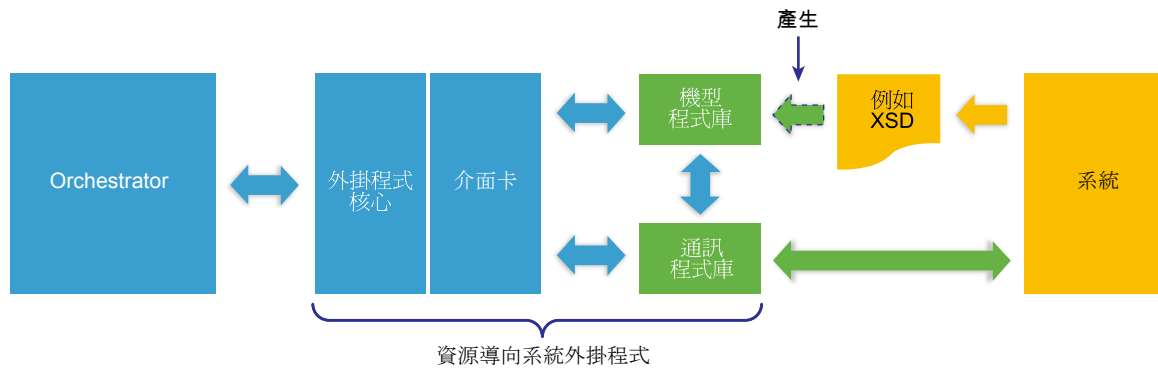 產生
Orchestrator
外掛程式
核心
介面卡
機型
程式庫
例如
XSD
系統
通訊
程式庫
資源導向系統外掛程式